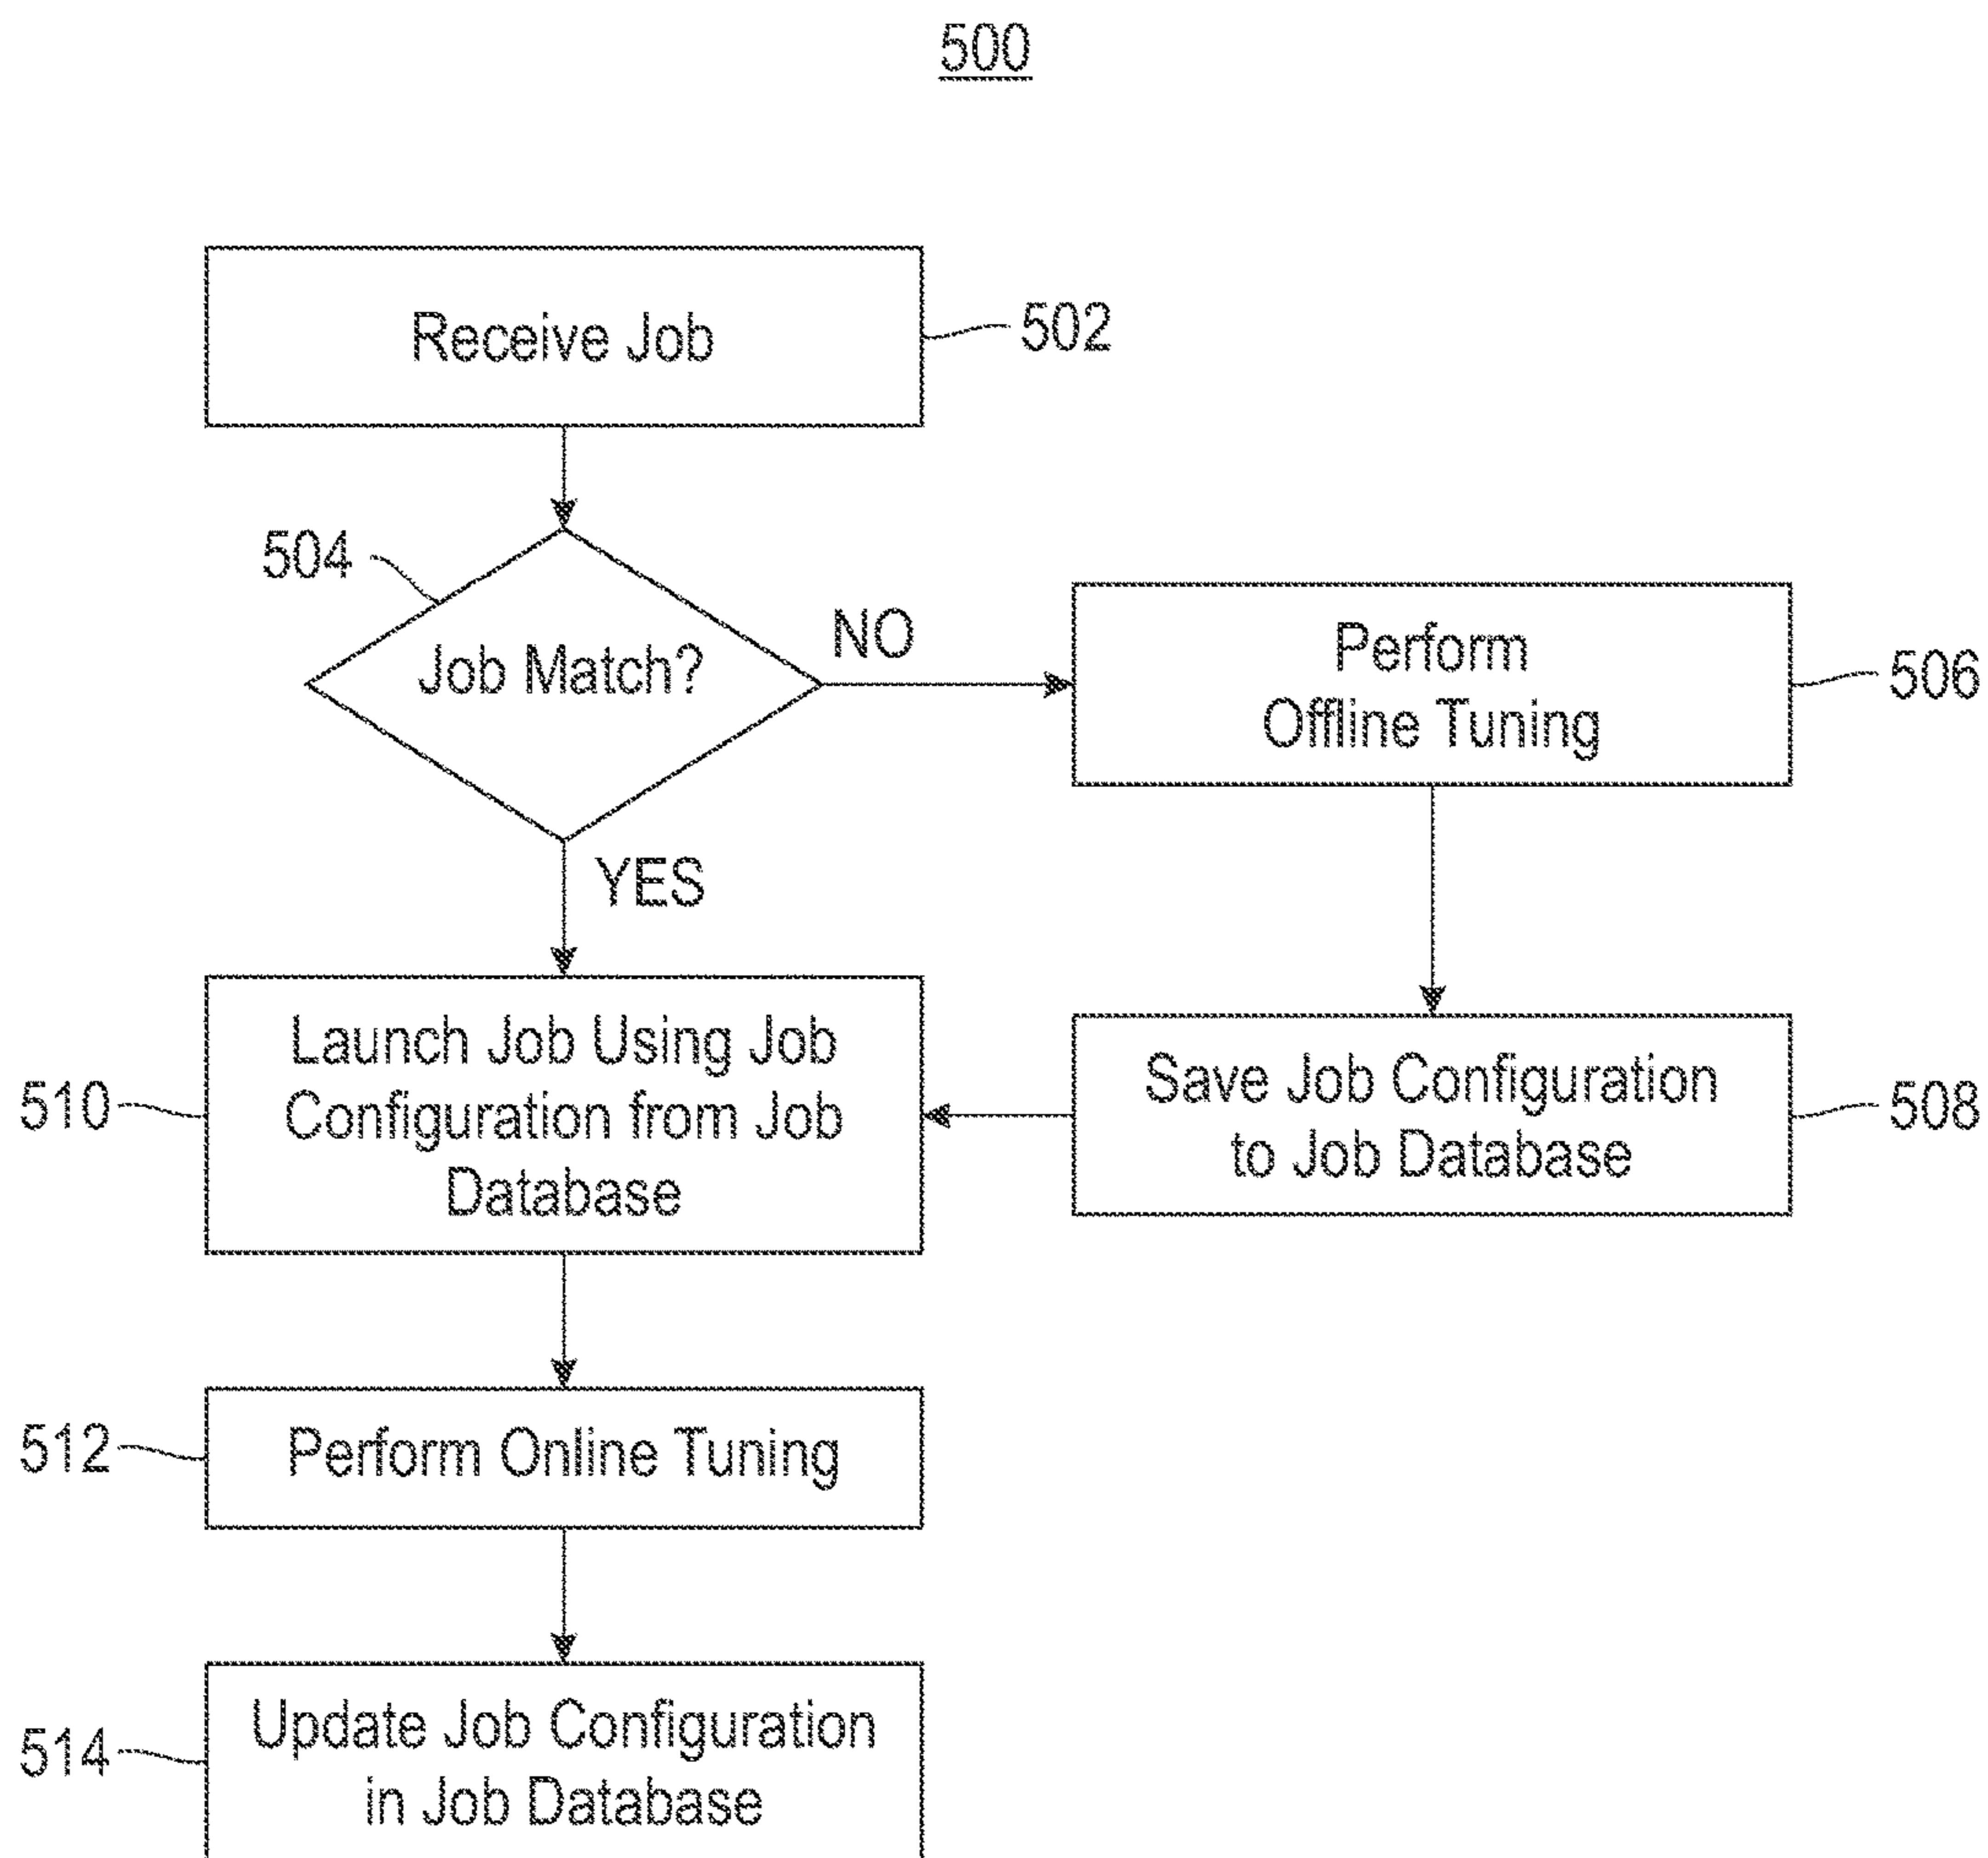 500
Receive Job
502
504
Job Match?
NO
Perform
Offline Tuning
506
YES
Launch Job Using Job
Configuration from Job
Database
510
Save Job Configuration
to Job Database
508
512
Perform Online Tuning
514
Update Job Configuration
in Job Database